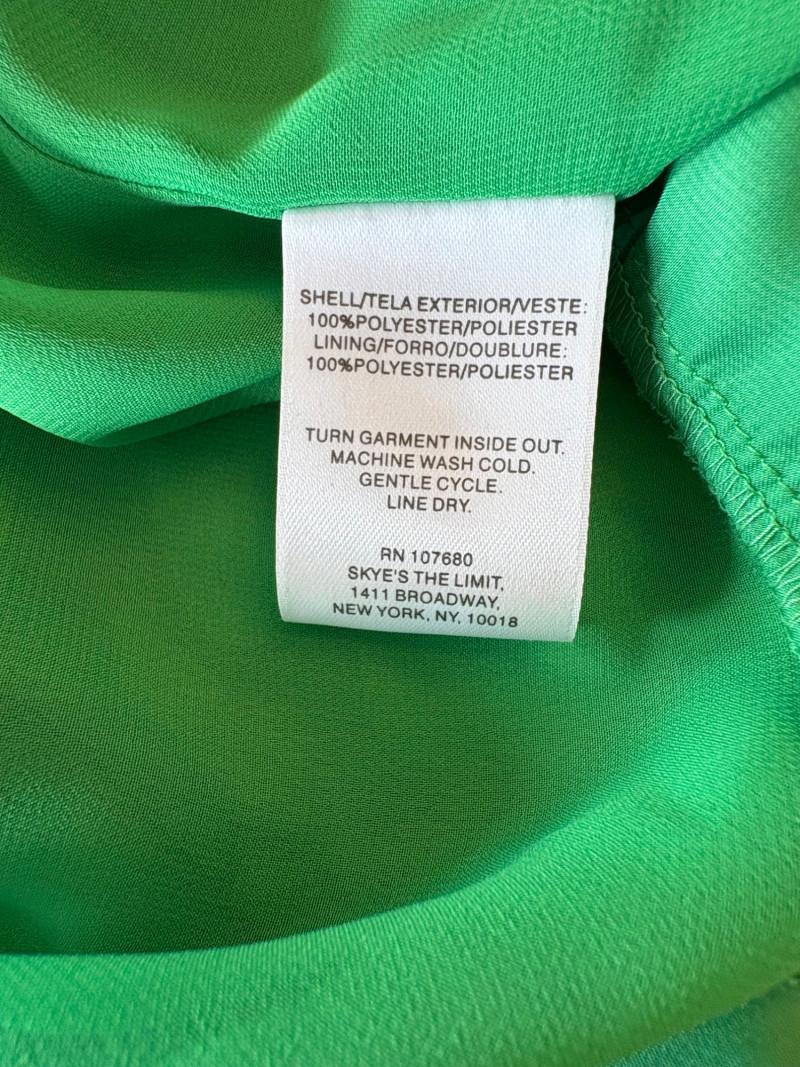 SHELL/TELA EXTERIOR/VESTE:
100%POLYESTER/POLIESTER
LINING/FORRO/DOUBLURE:
100%POLYESTER/POLIESTER
TURN GARMENT INSIDE OUT.
MACHINE WASH COLD.
GENTLE CYCLE.
LINE DRY.
RN 107680
SKYE'S THE LIMIT,
1411 BROADWAY,
NEW YORK, NY, 10018